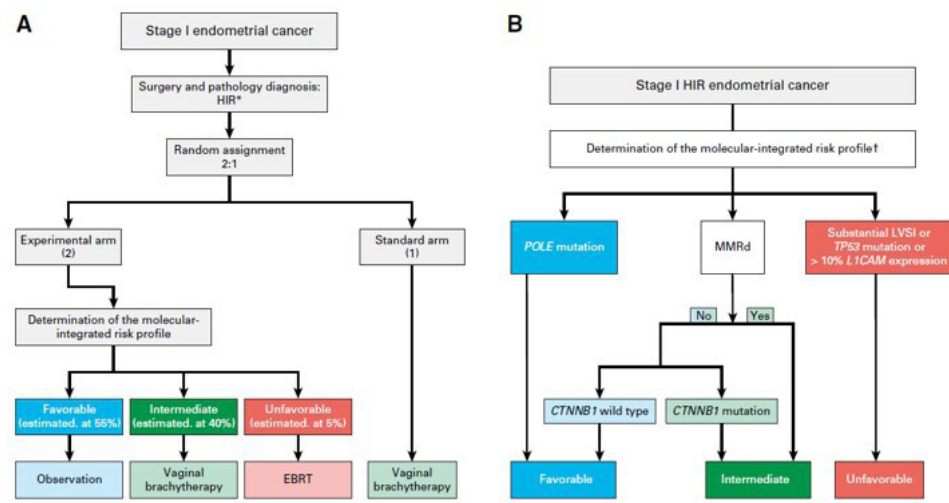 A
Stage I endometrial cancer
Surgery and pathology diagnosis:
HIR*
Random assignment
2:1
Experimental arm
(2)
Standard arm
(1)
Determination of the molecular-
integrated risk profile
Favorable
(estimated. at 55%)
Intermediate
(estimated. at 40%)
Unfavorable
(estimated. at 5%)
Observation
Vaginal
brachytherapy
EBRT
Vaginal
brachytherapy
B
Stage I HIR endometrial cancer
Determination of the molecular-integrated risk profile†
POLE mutation
MMRd
Substantial LVSI or
TP53 mutation or
> 10% L1CAM expression
No
Yes
CTNNB1 wild type
CTNNB1 mutation
Favorable
Intermediate
Unfavorable